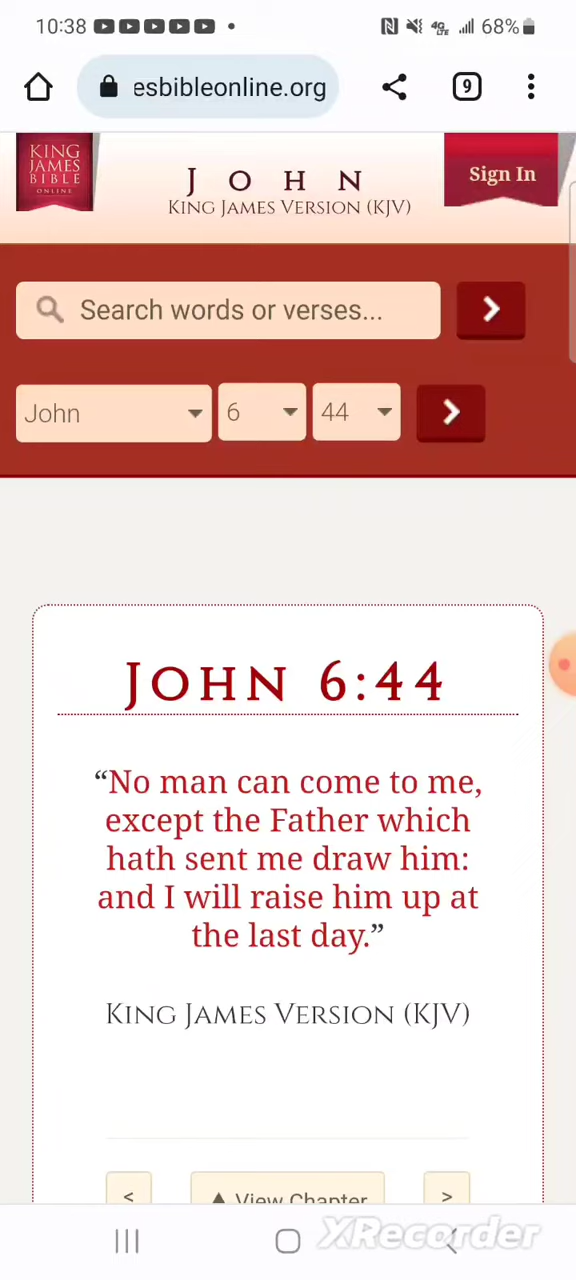 10:38
4G LTE
68%
esbibleonline.org
9
KING
JAMES
BIBLE
ONLINE
JOHN
KING JAMES VERSION (KJV)
Sign In
Search words or verses...
John 6 44
JOHN 6:44
“No man can come to me,
except the Father which
hath sent me draw him:
and I will raise him up at
the last day.”
KING JAMES VERSION (KJV)
< ▲ View Chapter >
XRecorder